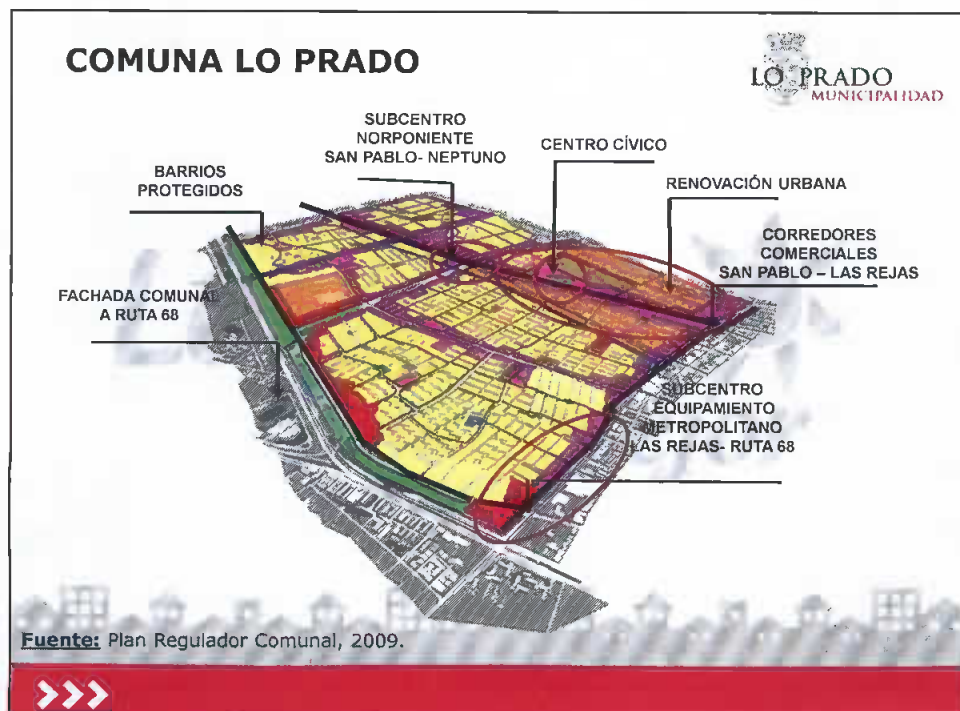 COMUNA LO PRADO
LO PRADO
MUNICIPALIDAD
SUBCENTRO
NORPONIENTE
SAN PABLO- NEPTUNO
CENTRO CÍVICO
BARRIOS
PROTEGIDOS
RENOVACIÓN URBANA
CORREDORES
COMERCIALES
SAN PABLO – LAS REJAS
FACHADA COMUNAL
A RUTA 68
SUBCENTRO
EQUIPAMIENTO
METROPOLITANO
LAS REJAS- RUTA 68
Fuente: Plan Regulador Comunal, 2009.